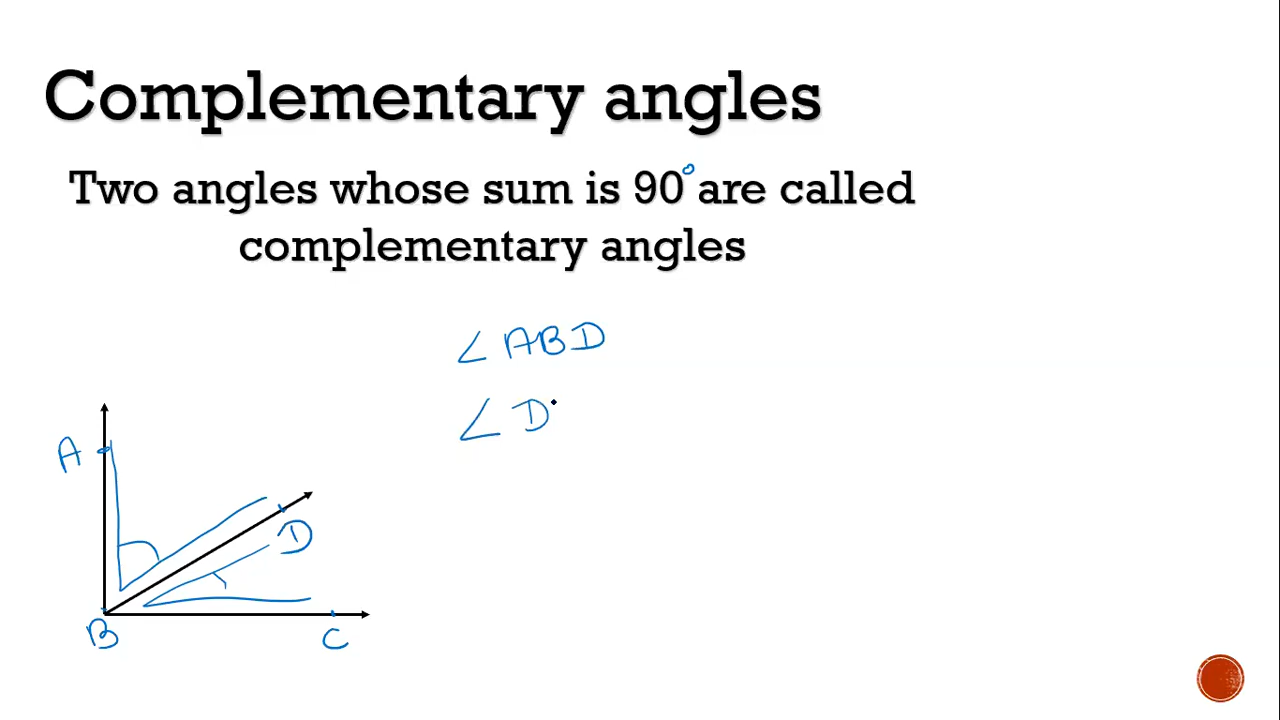 Complementary angles
Two angles whose sum is 90° are called
complementary angles
∠ABD
∠D
A
D
B
C